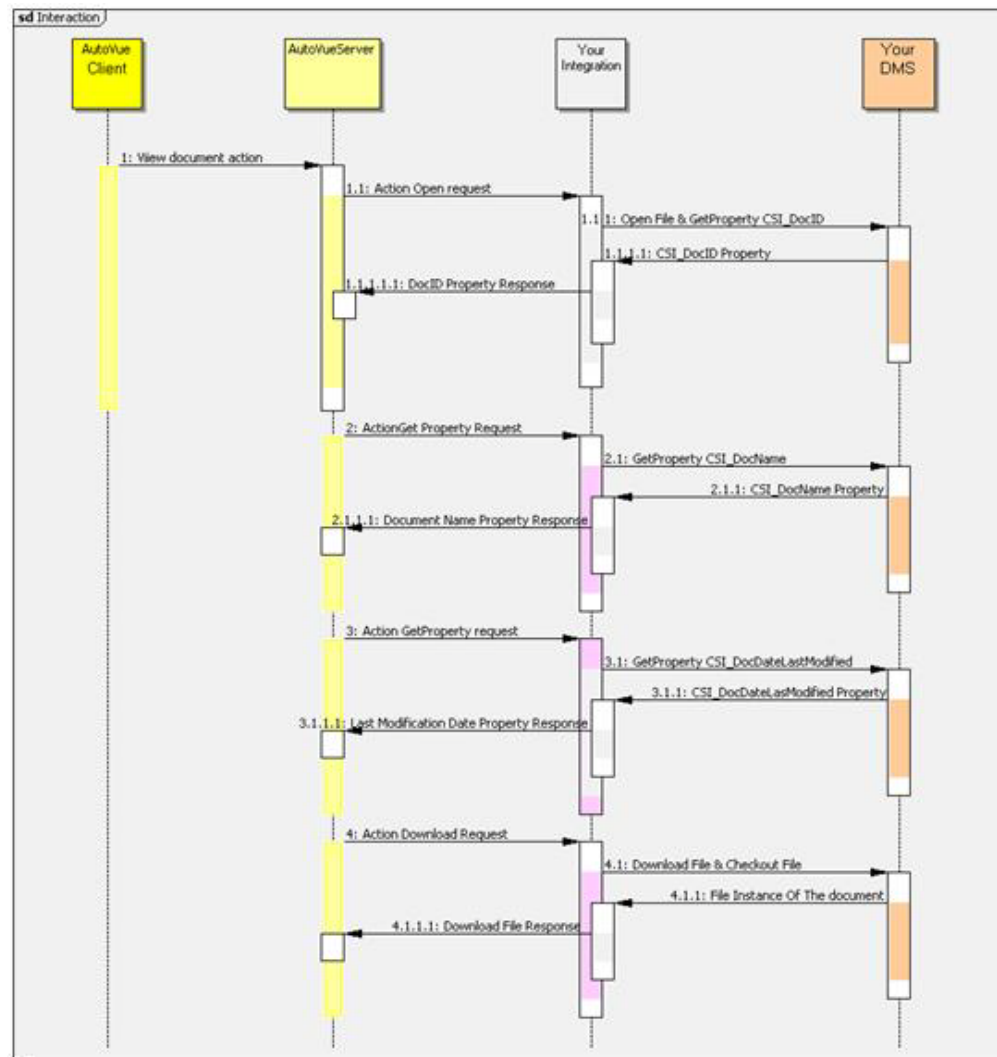 sd Interaction
AutoVue
Client
AutoVueServer
Your
Integration
Your
DMS
1: View document action
1.1: Action Open request
1.1.1: Open File & GetProperty CSI_DocID
1.1.1.1: CSI_DocID Property
1.1.1.1.1: DocID Property Response
2: ActionGet Property Request
2.1: GetProperty CSI_DocName
2.1.1: CSI_DocName Property
2.1.1.1: Document Name Property Response
3: Action GetProperty request
3.1: GetProperty CSI_DocDateLastModified
3.1.1: CSI_DocDateLasModified Property
3.1.1.1: Last Modification Date Property Response
4: Action Download Request
4.1: Download File & Checkout File
4.1.1: File Instance Of The document
4.1.1.1: Download File Response